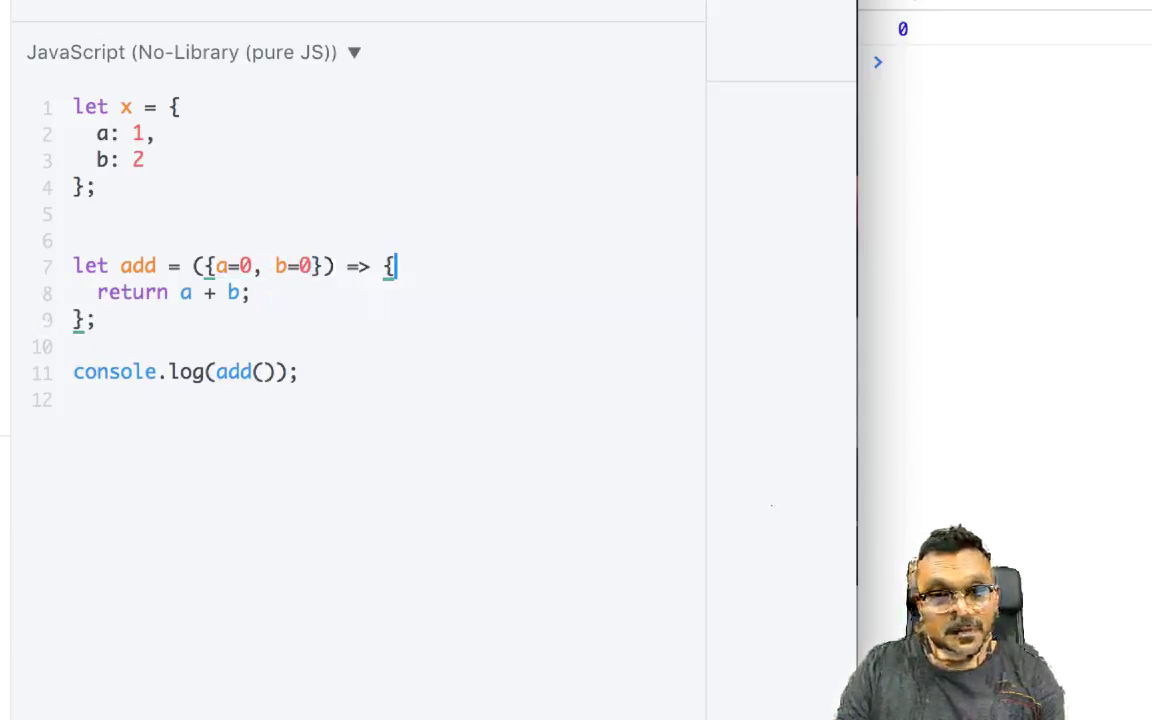 JavaScript (No-Library (pure JS)) ▼
0
>
1 let x = {
2 a: 1,
3 b: 2
4 };
5
6
7 let add = ({a=0, b=0}) => {
8 return a + b;
9 };
10
11 console.log(add());
12